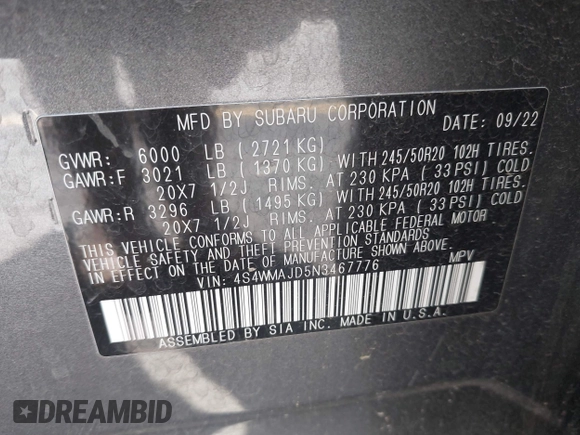 MFD BY SUBARU CORPORATION DATE: 09/22
GVWR: 6000 LB (2721KG)
GAWR:F 3021 LB (1370KG) WITH 245/50R20 102H TIRES.
20X7 1/2J RIMS. AT 230 KPA (33 PSI) COLD
GAWR:R 3296 LB (1495KG) WITH 245/50R20 102H TIRES.
20X7 1/2J RIMS. AT 230 KPA (33 PSI) COLD
THIS VEHICLE CONFORMS TO ALL APPLICABLE FEDERAL MOTOR
VEHICLE SAFETY AND THEFT PREVENTION STANDARDS
IN EFFECT ON THE DATE OF MANUFACTURE SHOWN ABOVE.
VIN: 4S4WMAJD5N3467776 MPV
ASSEMBLED BY SIA INC. MADE IN U.S.A.
DREAMBID